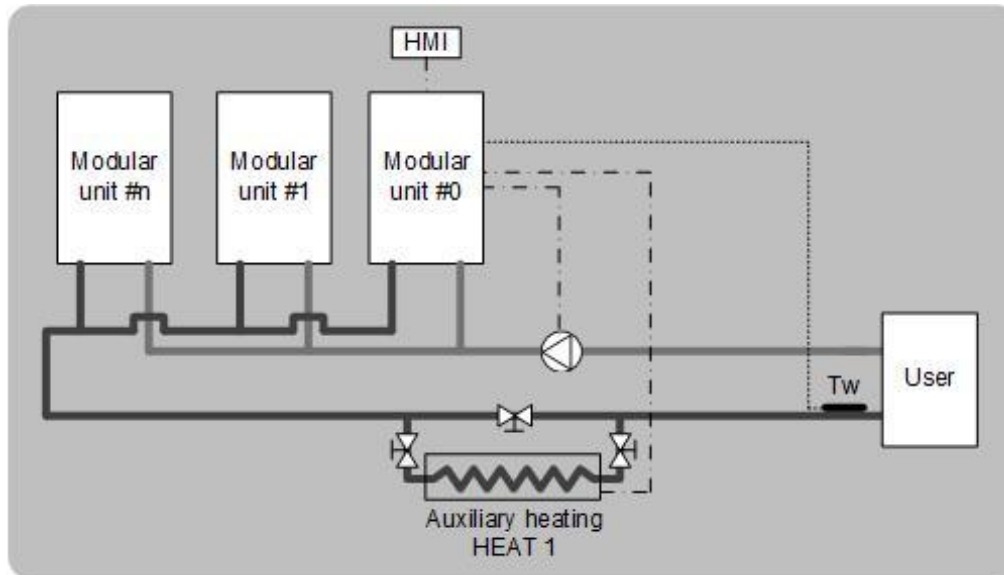 HMI
Modular
unit #n
Modular
unit #1
Modular
unit #0
Tw
User
Auxiliary heating
HEAT 1